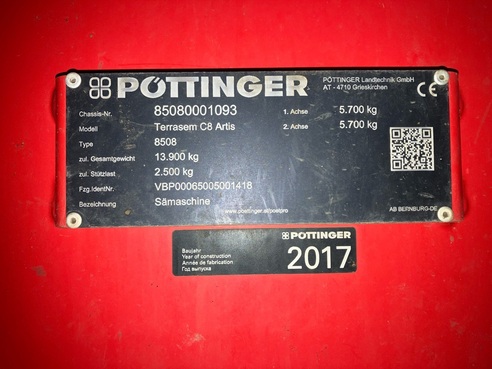 PÖTTINGER
PÖTTINGER Landtechnik GmbH
AT - 4710 Grieskirchen
CE
Chassis-Nr. 85080001093 1. Achse 5.700 kg
Modell Terrasem C8 Artis 2. Achse 5.700 kg
Type 8508
zul. Gesamtgewicht 13.900 kg
zul. Stützlast 2.500 kg
Fzg.IdentNr. VBP00065005001418
Bezeichnung Sämaschine
www.poettinger.at/poetpro
AB BERNBURG-DE
PÖTTINGER
Baujahr
Year of construction
Année de fabrication
Год выпуска
2017